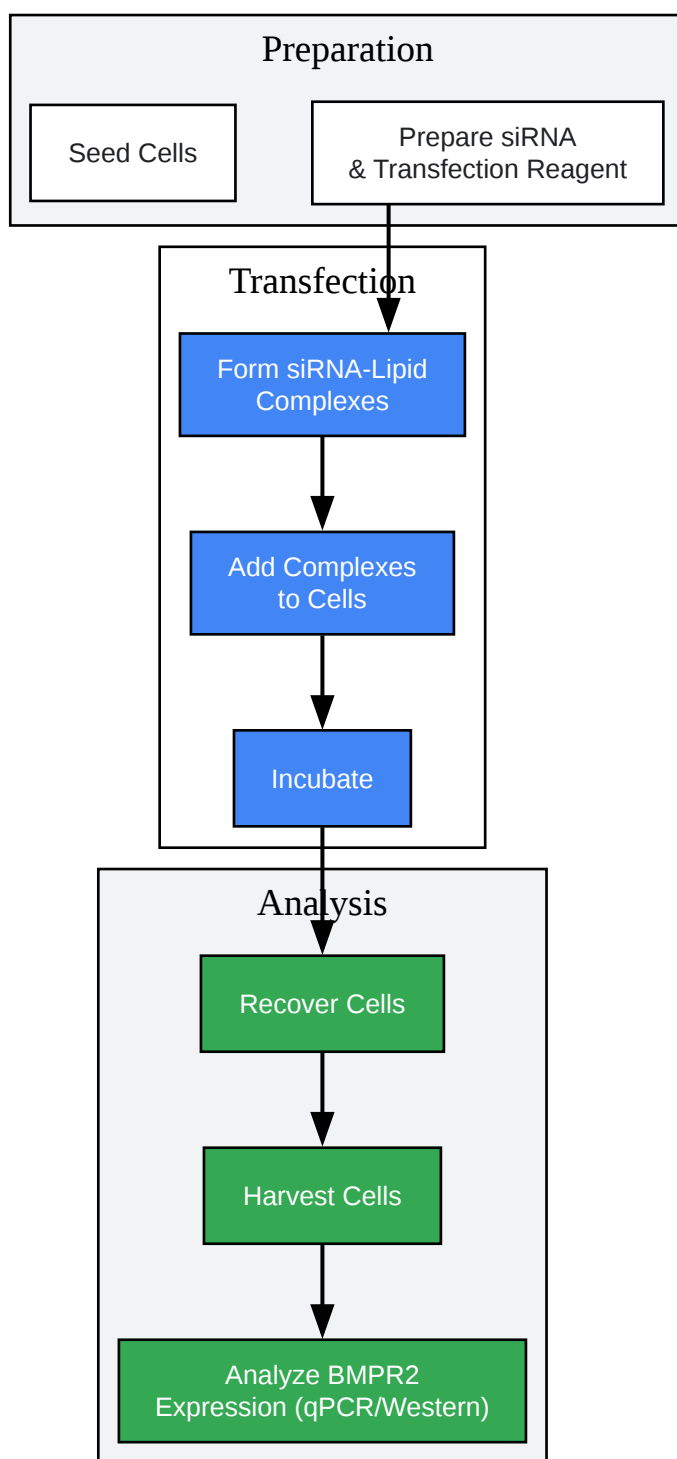 Preparation
Seed Cells
Prepare siRNA
& Transfection Reagent
Transfection
Form siRNA-Lipid
Complexes
Add Complexes
to Cells
Incubate
Analysis
Recover Cells
Harvest Cells
Analyze BMPR2
Expression (qPCR/Western)